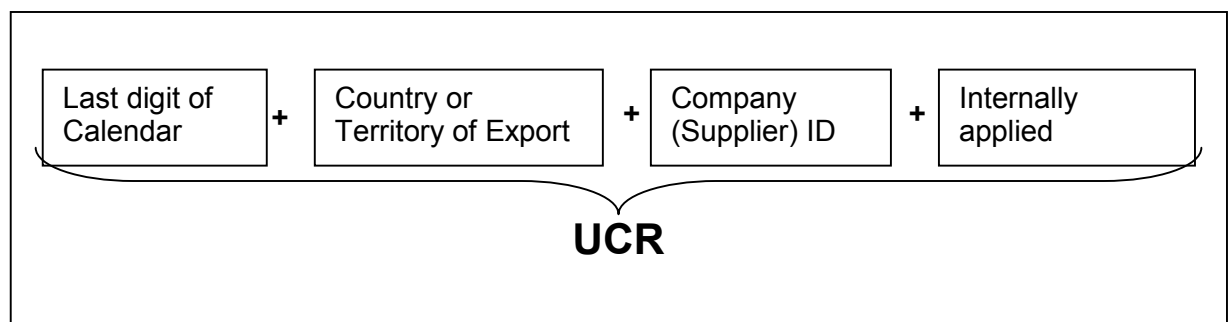 Last digit of
Calendar
+
Country or
Territory of Export
+
Company
(Supplier) ID
+
Internally
applied
UCR